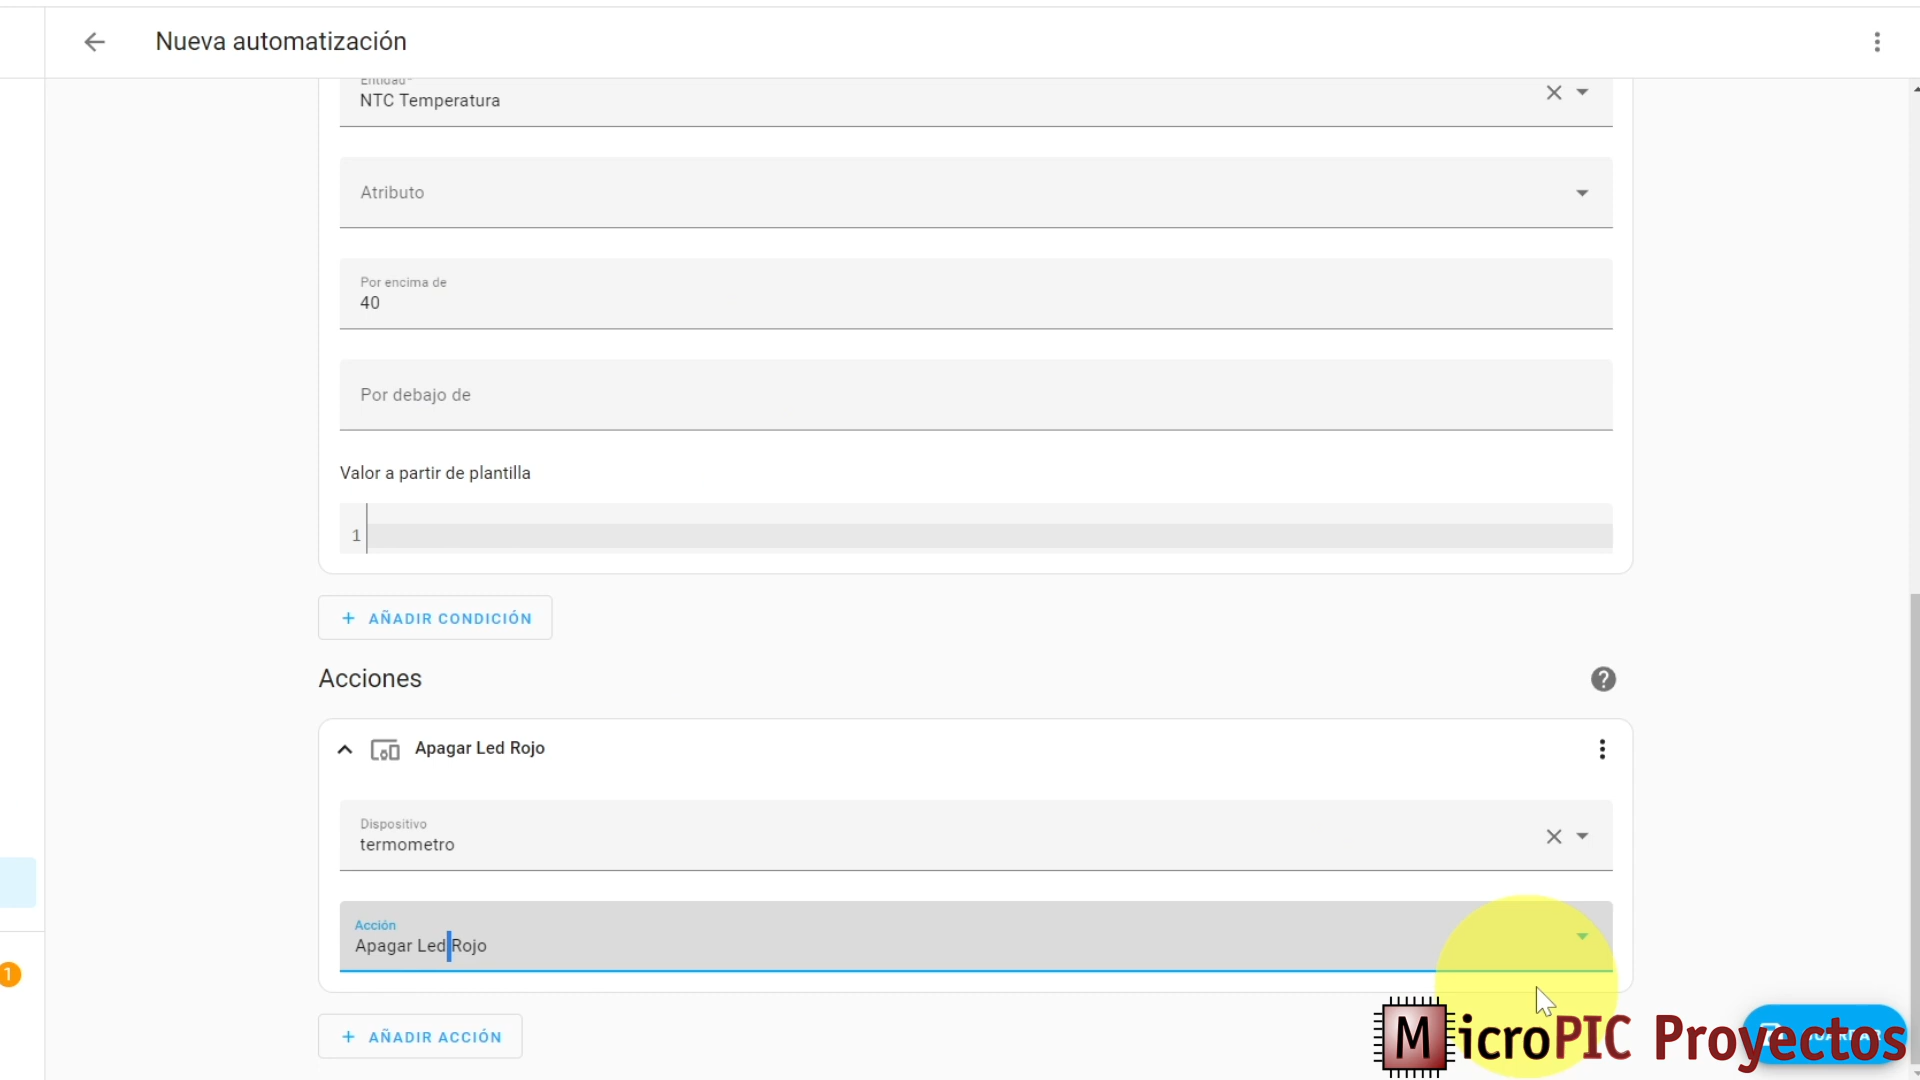 Nueva automatización
Entidad*
NTC Temperatura
Atributo
Por encima de
40
Por debajo de
Valor a partir de plantilla
1
AÑADIR CONDICIÓN
Acciones
Apagar Led Rojo
Dispositivo
termometro
Acción
Apagar Led Rojo
1
AÑADIR ACCIÓN
MicroPIC Proyectos